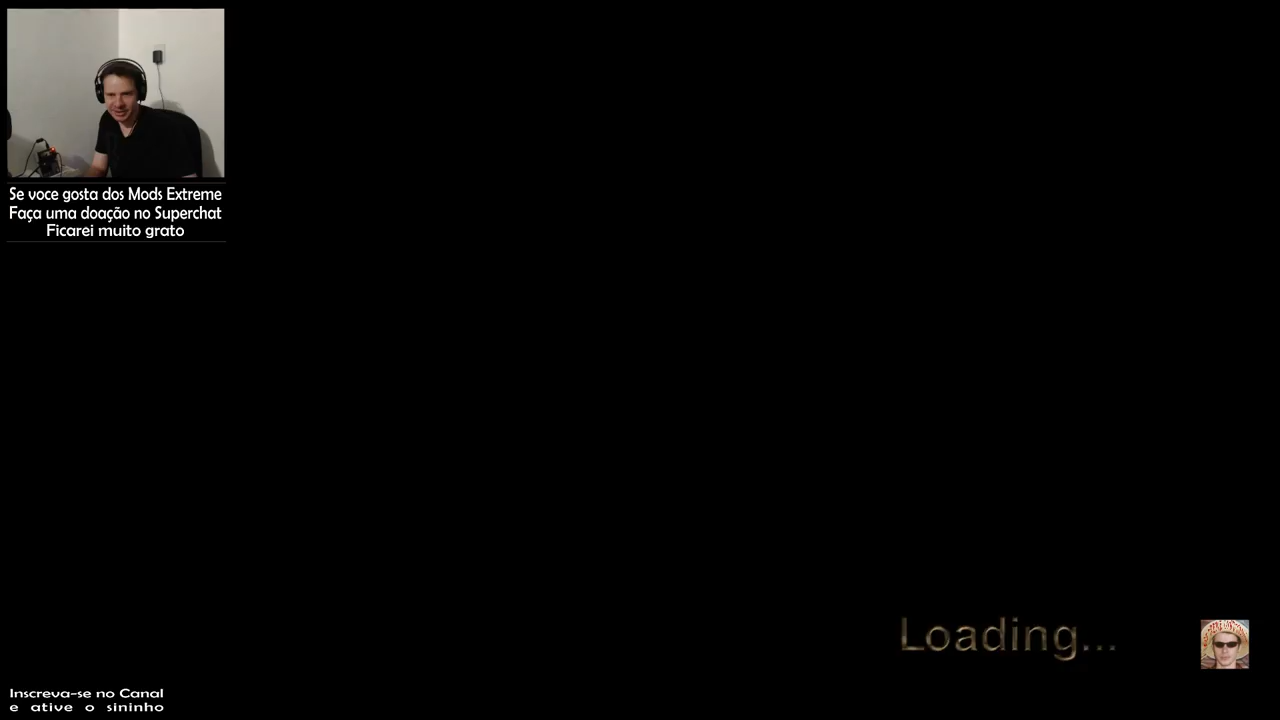 Se voce gosta dos Mods Extreme
Faça uma doação no Superchat
Ficarei muito grato
Loading...
Inscreva-se no Canal
e ative o sininho